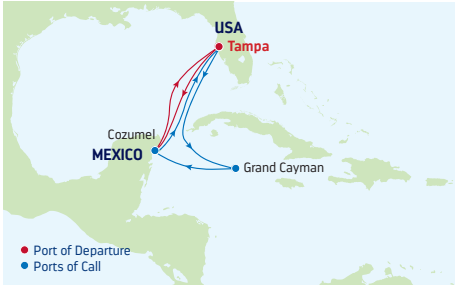 USA
Tampa
Cozumel
MEXICO
Grand Cayman
Port of Departure
Ports of Call